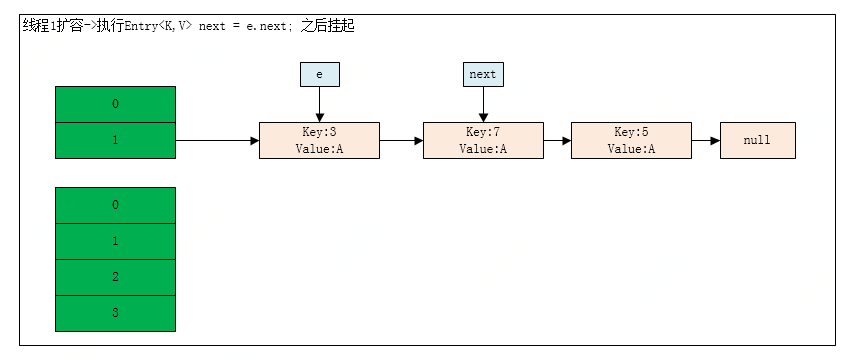 线程1扩容->执行Entry<K,V> next = e.next; 之后挂起
e
next
0
1
Key:3
Value:A
Key:7
Value:A
Key:5
Value:A
null
0
1
2
3